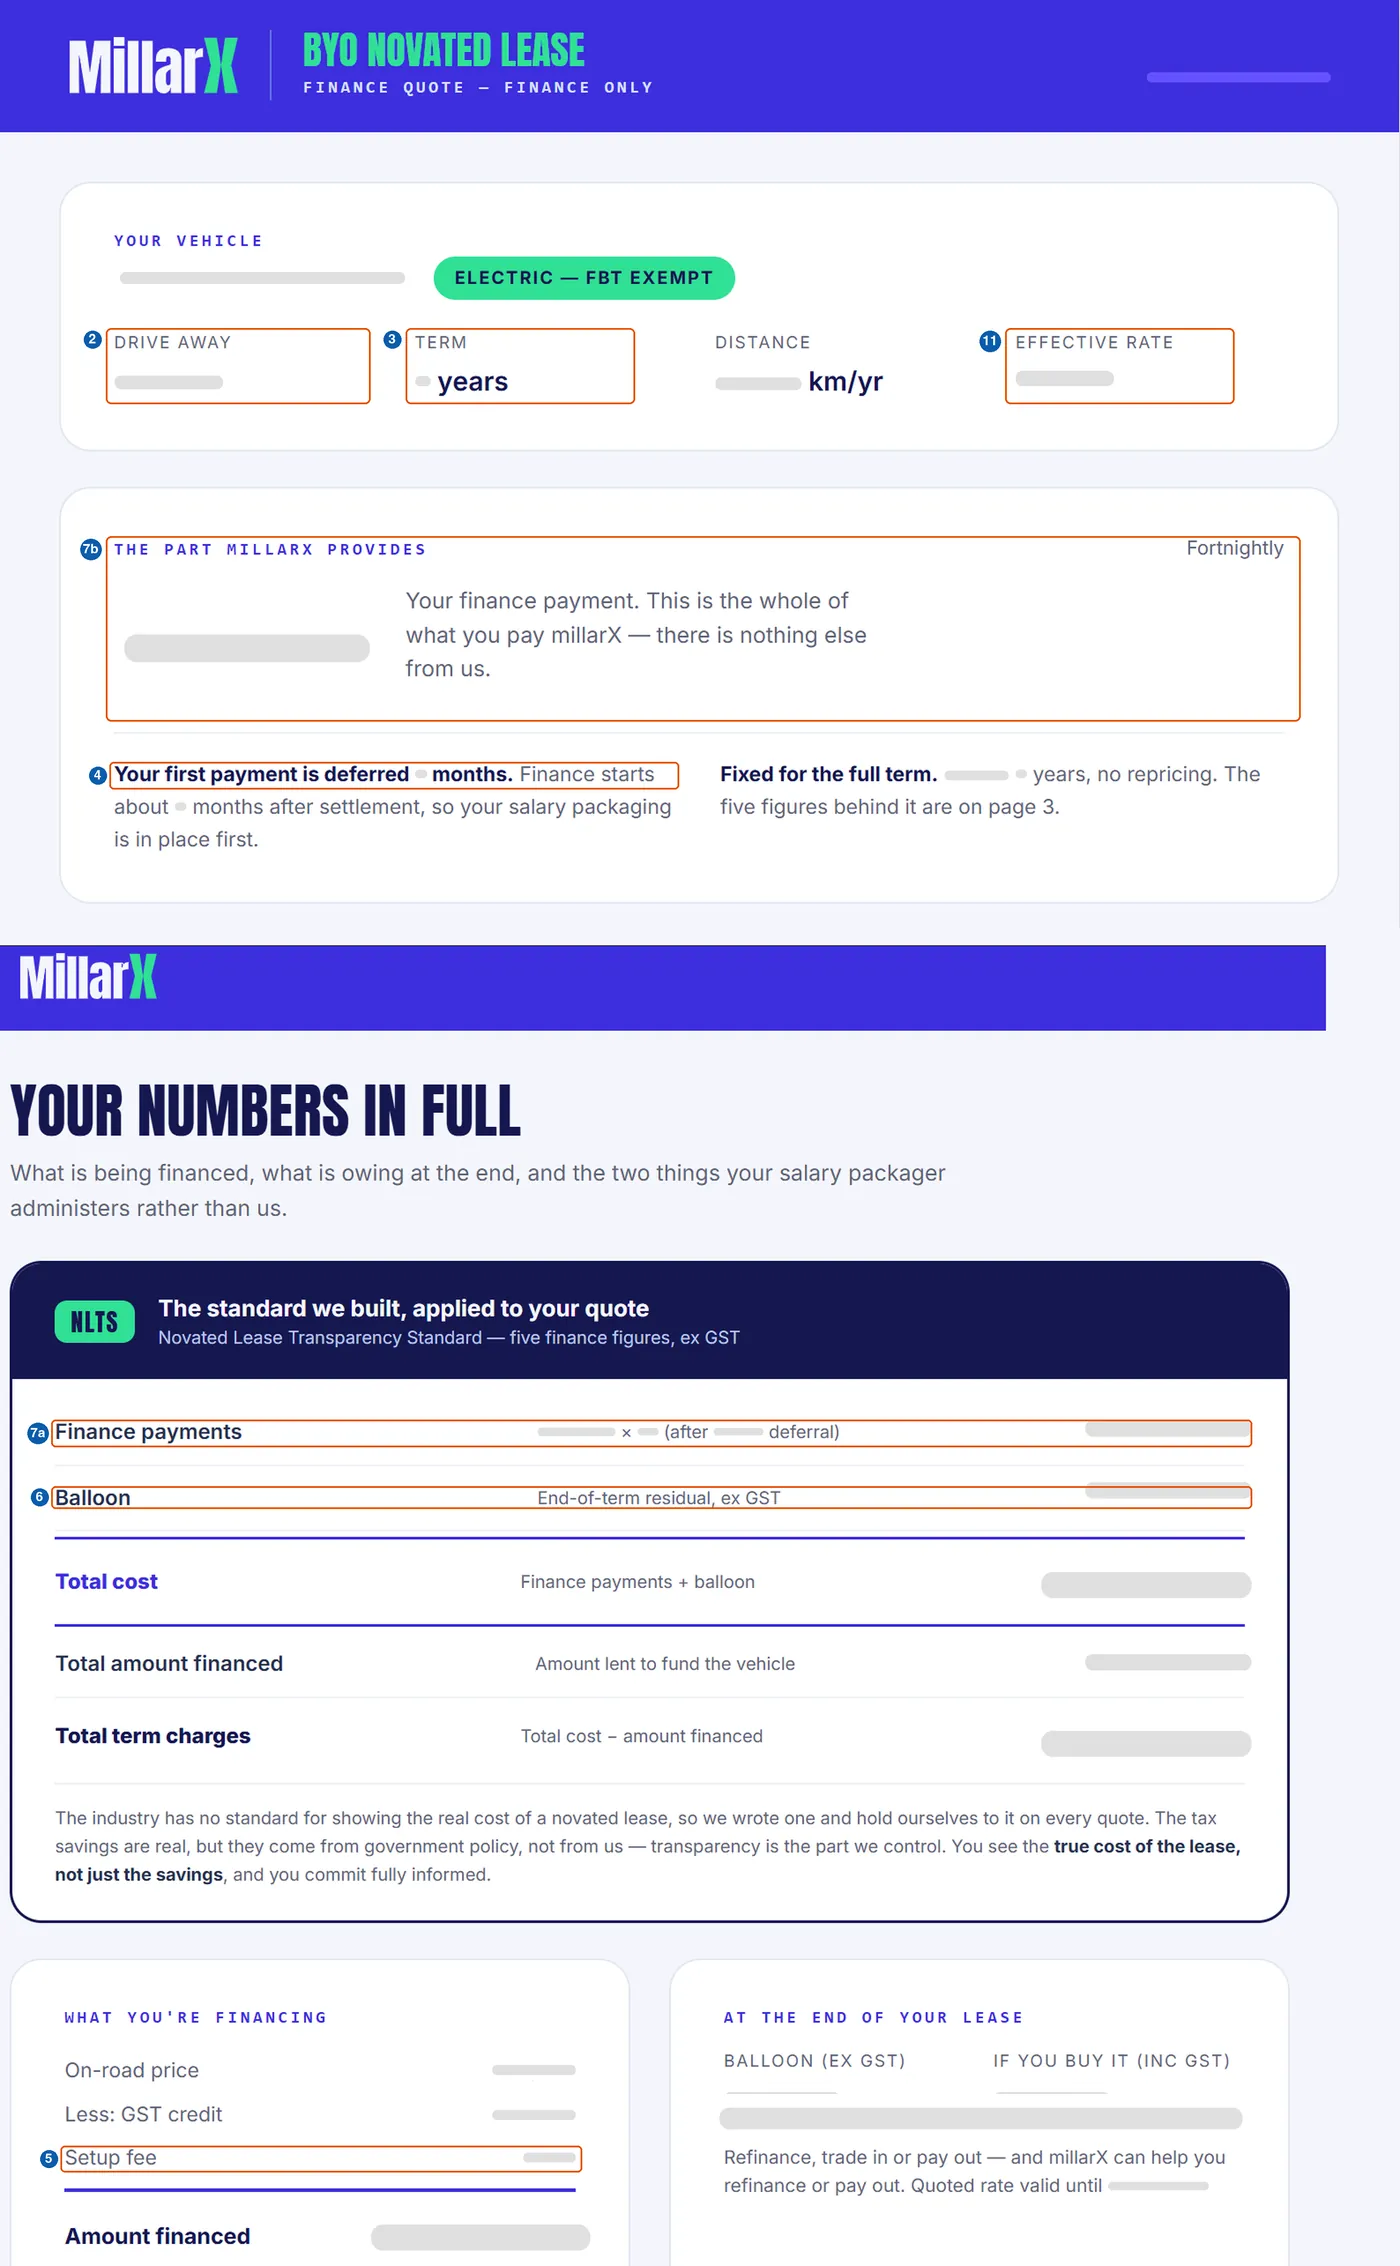 MillarX
BYO NOVATED LEASE
FINANCE QUOTE – FINANCE ONLY
YOUR VEHICLE
ELECTRIC — FBT EXEMPT
2 DRIVE AWAY
3 TERM
DISTANCE
11 EFFECTIVE RATE
years
km/yr
7b THE PART MILLARX PROVIDES
Fortnightly
Your finance payment. This is the whole of
what you pay millarX — there is nothing else
from us.
4 Your first payment is deferred months. Finance starts
about months after settlement, so your salary packaging
is in place first.
Fixed for the full term. years, no repricing. The
five figures behind it are on page 3.
MillarX
YOUR NUMBERS IN FULL
What is being financed, what is owing at the end, and the two things your salary packager
administers rather than us.
NLTS
The standard we built, applied to your quote
Novated Lease Transparency Standard — five finance figures, ex GST
7a Finance payments × (after deferral)
6 Balloon End-of-term residual, ex GST
Total cost Finance payments + balloon
Total amount financed Amount lent to fund the vehicle
Total term charges Total cost – amount financed
The industry has no standard for showing the real cost of a novated lease, so we wrote one and hold ourselves to it on every quote. The tax
savings are real, but they come from government policy, not from us — transparency is the part we control. You see the true cost of the lease,
not just the savings, and you commit fully informed.
WHAT YOU'RE FINANCING
On-road price
Less: GST credit
5 Setup fee
Amount financed
AT THE END OF YOUR LEASE
BALLOON (EX GST)
IF YOU BUY IT (INC GST)
Refinance, trade in or pay out — and millarX can help you
refinance or pay out. Quoted rate valid until